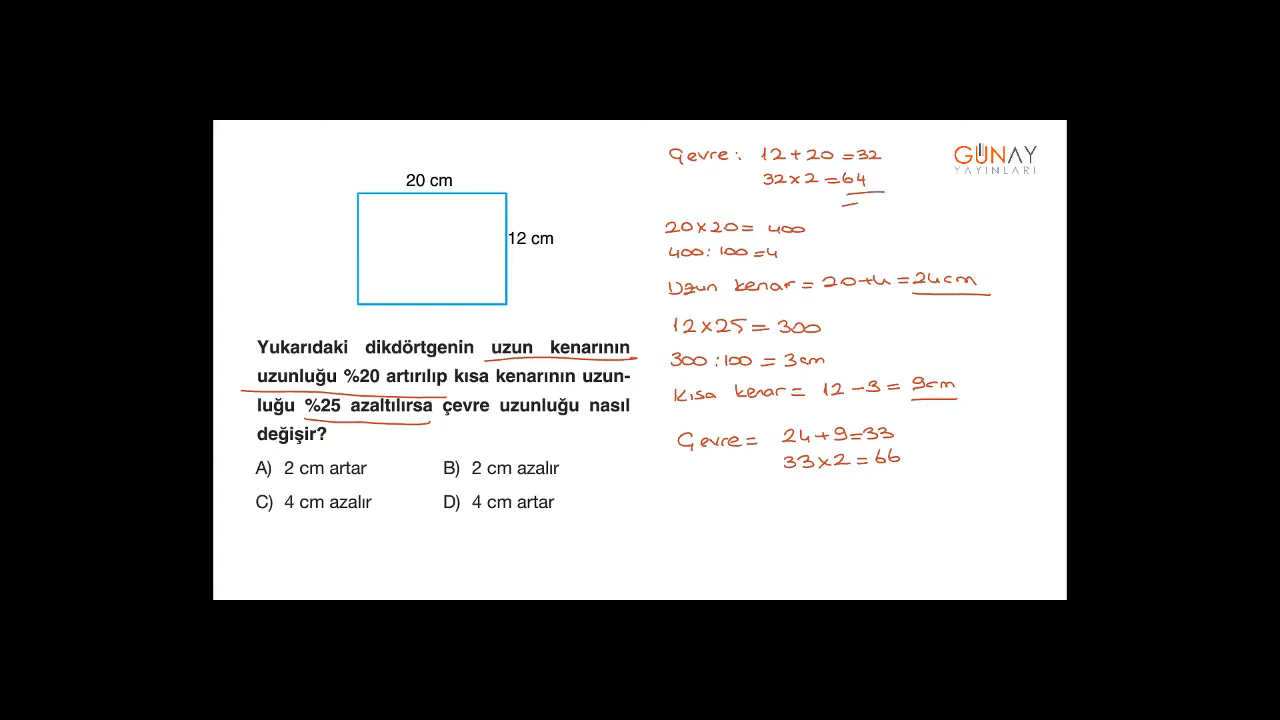 20 cm
12 cm
Yukarıdaki dikdörtgenin uzun kenarının
uzunluğu %20 artırılıp kısa kenarının uzun-
luğu %25 azaltılırsa çevre uzunluğu nasıl
değişir?
A) 2 cm artar
B) 2 cm azalır
C) 4 cm azalır
D) 4 cm artar
Çevre: 12+20=32
32x2=64
20x20= 400
400:100=4
Uzun kenar = 20+4=24cm
12x25=300
300:100=3cm
Kısa kenar= 12-3=9cm
Çevre= 24+9=33
33x2=66
GÜNAY
YAYINLARI